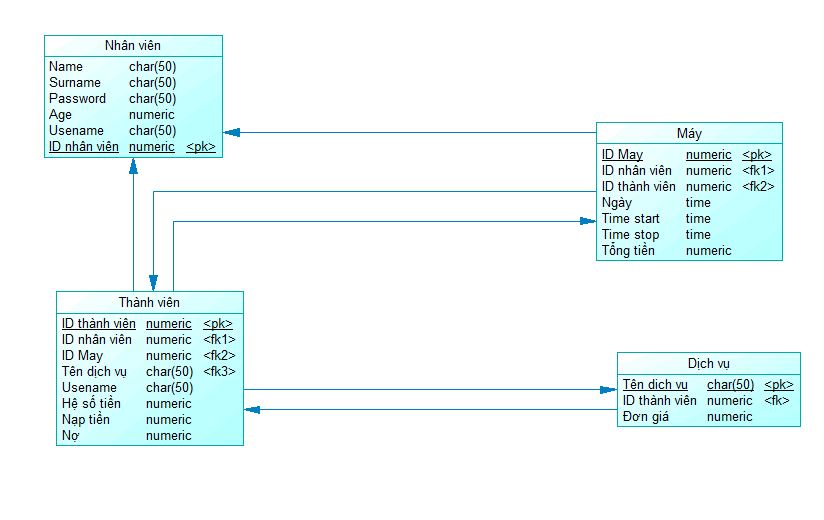 Nhân viên
Name char(50)
Surname char(50)
Password char(50)
Age numeric
Usename char(50)
ID nhân viên numeric <pk>
Máy
ID May numeric <pk>
ID nhân viên numeric <fk1>
ID thành viên numeric <fk2>
Ngày time
Time start time
Time stop time
Tổng tiền numeric
Thành viên
ID thành viên numeric <pk>
ID nhân viên numeric <fk1>
ID May numeric <fk2>
Tên dịch vụ char(50) <fk3>
Usename char(50)
Hệ số tiền numeric
Nạp tiền numeric
Nợ numeric
Dịch vụ
Tên dich vu char(50) <pk>
ID thành viên numeric <fk>
Đơn giá numeric